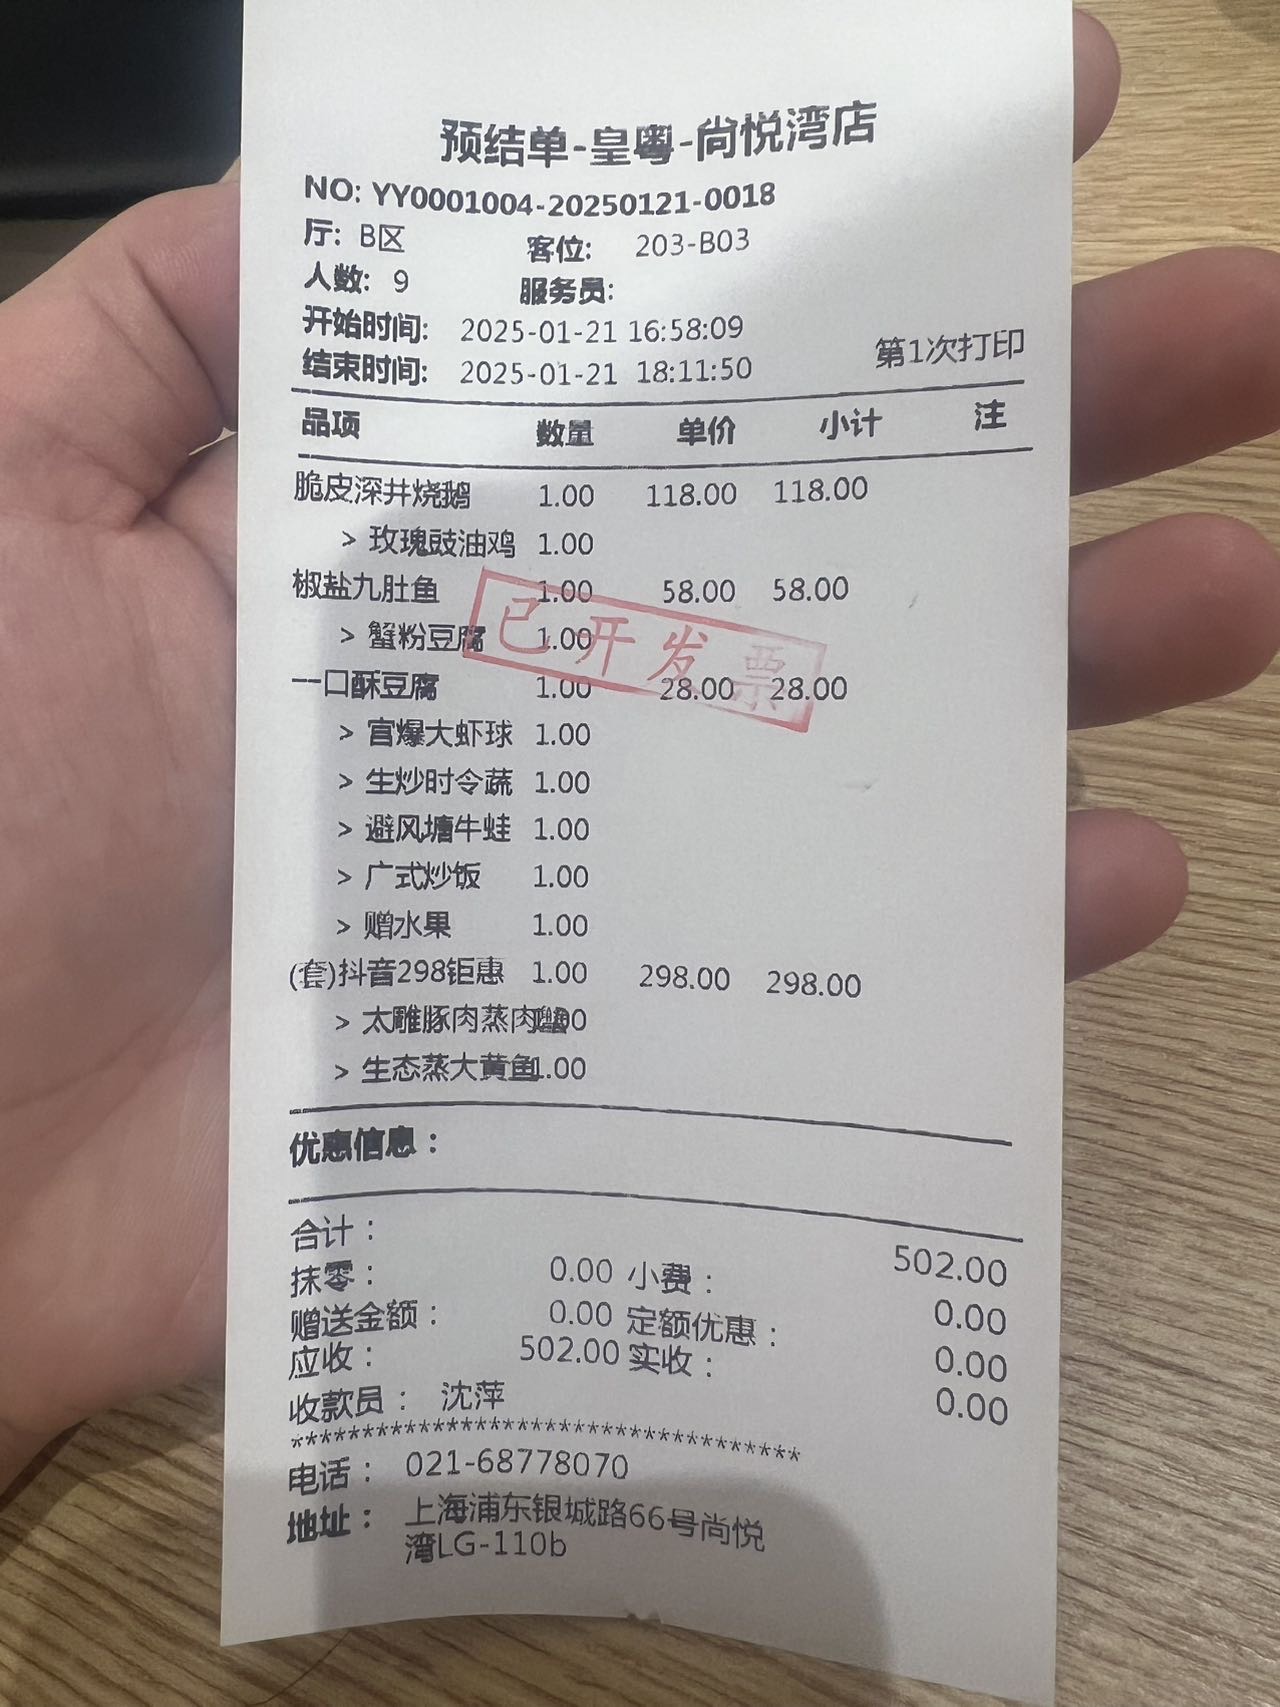 预结单-皇粤-尚悦湾店
NO: YY0001004-20250121-0018
厅: B区 客位: 203-B03
人数: 9 服务员:
开始时间: 2025-01-21 16:58:09
结束时间: 2025-01-21 18:11:50 第1次打印
品项 数量 单价 小计 注
脆皮深井烧鹅 1.00 118.00 118.00
> 玫瑰豉油鸡 1.00
椒盐九肚鱼 1.00 58.00 58.00
> 蟹粉豆腐 1.00
已开发票
一口酥豆腐 1.00 28.00 28.00
> 宫爆大虾球 1.00
> 生炒时令蔬 1.00
> 避风塘牛蛙 1.00
> 广式炒饭 1.00
> 赠水果 1.00
(套)抖音298钜惠 1.00 298.00 298.00
> 太雕豚肉蒸肉蟹 1.00
> 生态蒸大黄鱼 1.00
优惠信息：
合计： 502.00
抹零： 0.00 小费： 0.00
赠送金额： 0.00 定额优惠： 0.00
应收： 502.00 实收： 0.00
收款员： 沈萍
************************************
电话： 021-68778070
地址： 上海浦东银城路66号尚悦
湾LG-110b